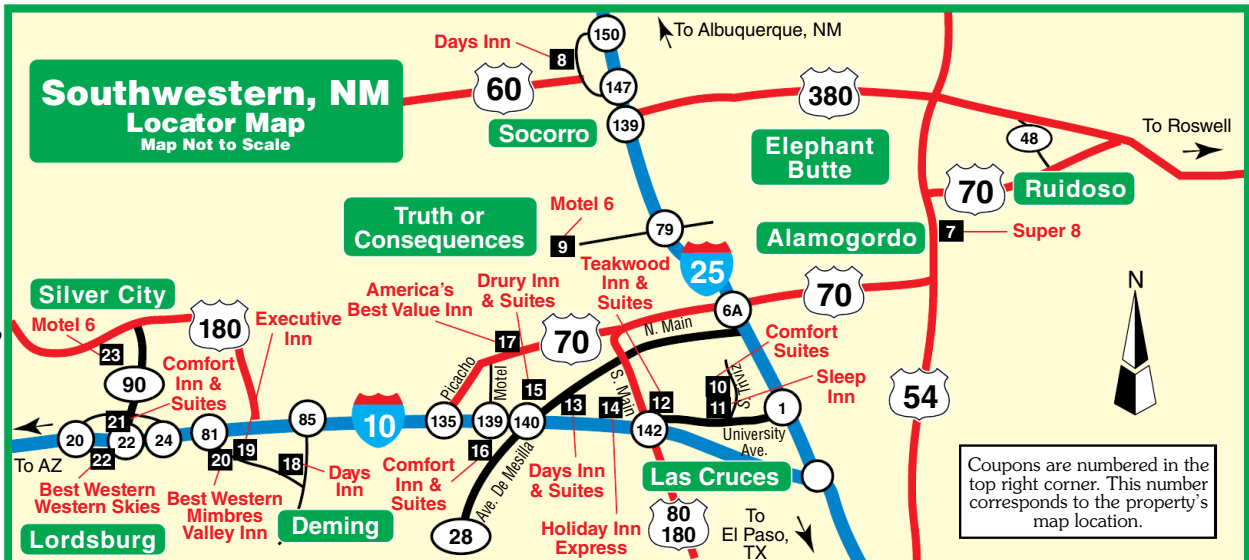 Southwestern, NM
Locator Map
Map Not to Scale
Days Inn
8
150
147
139
To Albuquerque, NM
60
Socorro
380
Elephant
Butte
48
To Roswell
70
Ruidoso
Truth or
Consequences
Motel 6
9
79
25
Alamogordo
7
Super 8
Silver City
Motel 6
23
180
Executive
Inn
90
Comfort
Inn &
Suites
21
America's
Best Value Inn
17
Drury Inn
& Suites
15
Teakwood
Inn &
Suites
12
70
N. Main
S. Main
6A
70
Comfort
Suites
10
11
S. Triviz
Sleep
Inn
1
University
Ave.
54
N
Picacho
Motel
20
22
24
81
85
10
135
139
140
13
14
142
To AZ
22
Best Western
Western Skies
20
19
Best Western
Mimbres
Valley Inn
18
Days
Inn
Comfort
Inn &
Suites
16
Ave. De Mesilla
28
Days Inn
& Suites
Holiday Inn
Express
Las Cruces
80
180
To
El Paso,
TX
Lordsburg
Deming
Coupons are numbered in the
top right corner. This number
corresponds to the property's
map location.